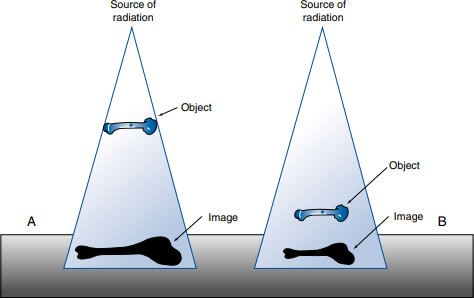 Source of
radiation
Source of
radiation
Object
Object
A
Image
Image
B